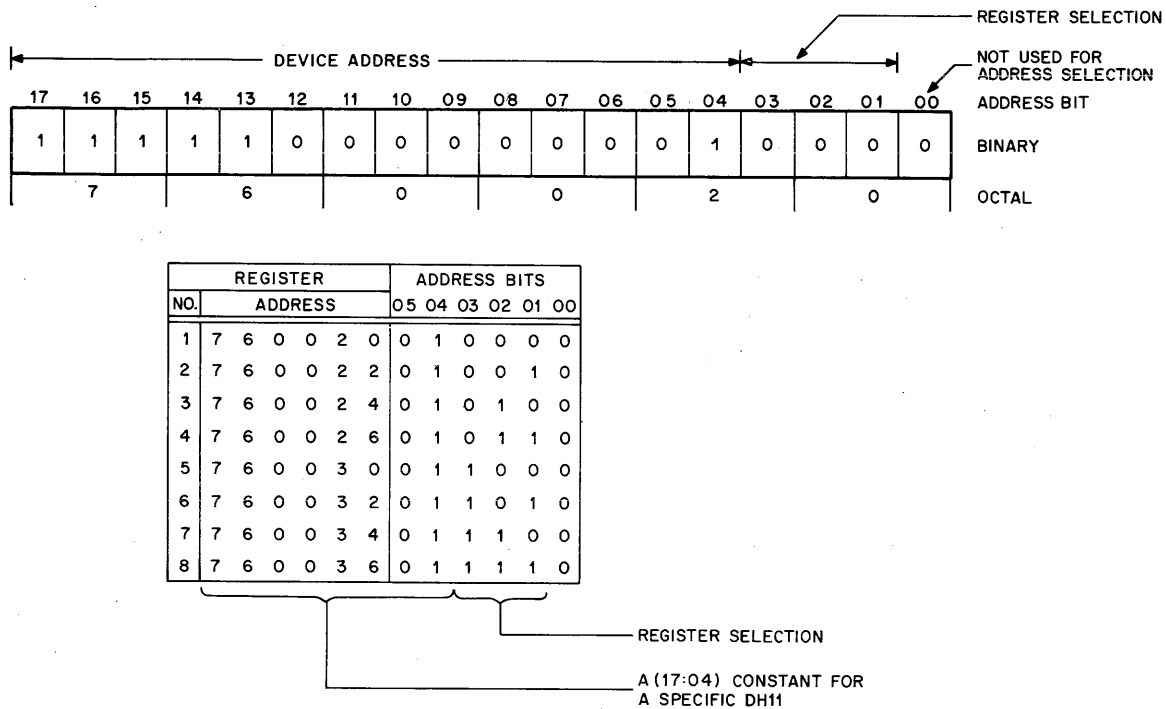 REGISTER SELECTION
DEVICE ADDRESS
NOT USED FOR
ADDRESS SELECTION
17 16 15 14 13 12 11 10 09 08 07 06 05 04 03 02 01 00 ADDRESS BIT
1 1 1 1 1 0 0 0 0 0 0 0 0 1 0 0 0 0 BINARY
7 6 0 0 2 0 OCTAL
REGISTER ADDRESS BITS
NO. ADDRESS 05 04 03 02 01 00
1 7 6 0 0 2 0 0 1 0 0 0 0
2 7 6 0 0 2 2 0 1 0 0 1 0
3 7 6 0 0 2 4 0 1 0 1 0 0
4 7 6 0 0 2 6 0 1 0 1 1 0
5 7 6 0 0 3 0 0 1 1 0 0 0
6 7 6 0 0 3 2 0 1 1 0 1 0
7 7 6 0 0 3 4 0 1 1 1 0 0
8 7 6 0 0 3 6 0 1 1 1 1 0
REGISTER SELECTION
A (17:04) CONSTANT FOR
A SPECIFIC DH11